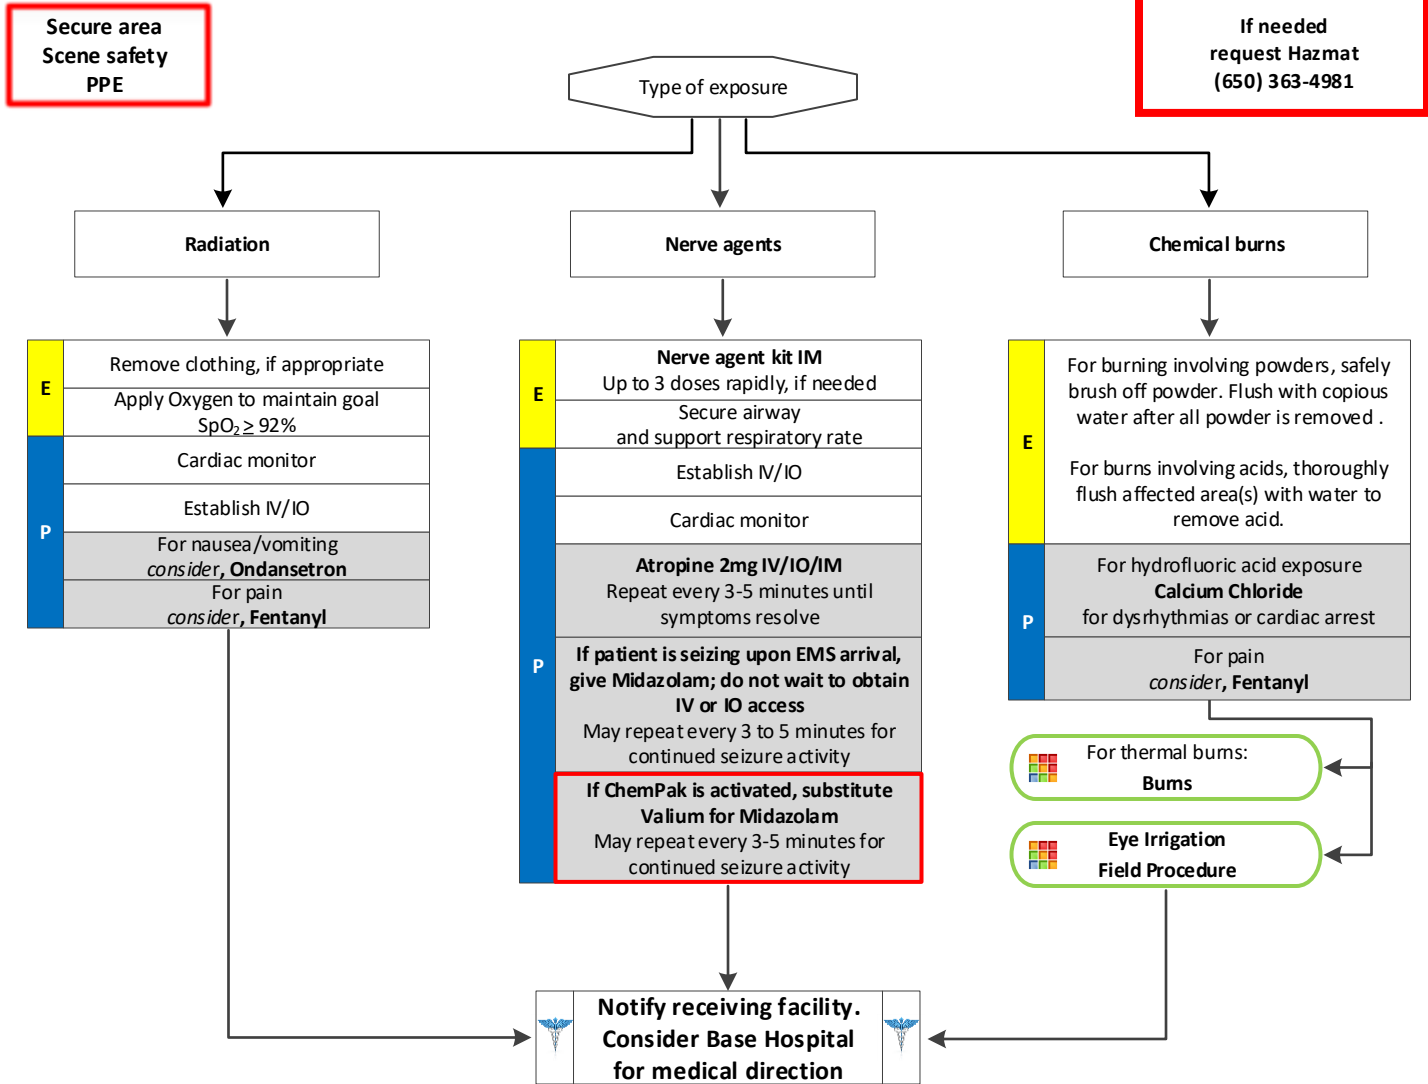 Secure area
Scene safety
PPE
If needed
request Hazmat
(650) 363-4981
Type of exposure
Radiation
Nerve agents
Chemical burns
E
Remove clothing, if appropriate
Apply Oxygen to maintain goal
SpO₂ ≥ 92%
P
Cardiac monitor
Establish IV/IO
For nausea/vomiting
consider, Ondansetron
For pain
consider, Fentanyl
E
Nerve agent kit IM
Up to 3 doses rapidly, if needed
Secure airway
and support respiratory rate
P
Establish IV/IO
Cardiac monitor
Atropine 2mg IV/IO/IM
Repeat every 3-5 minutes until
symptoms resolve
If patient is seizing upon EMS arrival,
give Midazolam; do not wait to obtain
IV or IO access
May repeat every 3 to 5 minutes for
continued seizure activity
If ChemPak is activated, substitute
Valium for Midazolam
May repeat every 3-5 minutes for
continued seizure activity
E
For burning involving powders, safely
brush off powder. Flush with copious
water after all powder is removed .
For burns involving acids, thoroughly
flush affected area(s) with water to
remove acid.
P
For hydrofluoric acid exposure
Calcium Chloride
for dysrhythmias or cardiac arrest
For pain
consider, Fentanyl
For thermal burns:
Burns
Eye Irrigation
Field Procedure
Notify receiving facility.
Consider Base Hospital
for medical direction